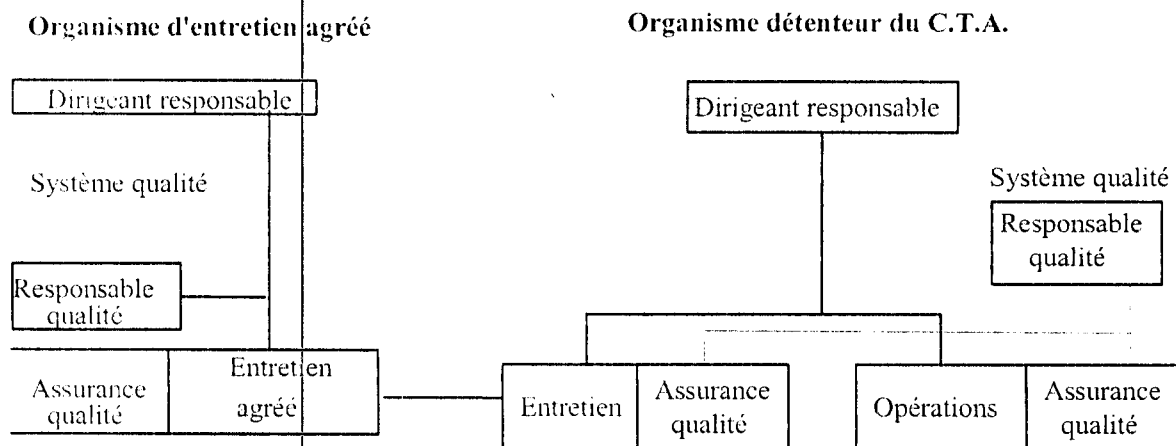 Organisme d'entretien agréé
Dirigeant responsable
Système qualité
Responsable
qualité
Assurance
qualité
Entretien
agréé
Organisme détenteur du C.T.A.
Dirigeant responsable
Système qualité
Responsable
qualité
Entretien
Assurance
qualité
Opérations
Assurance
qualité